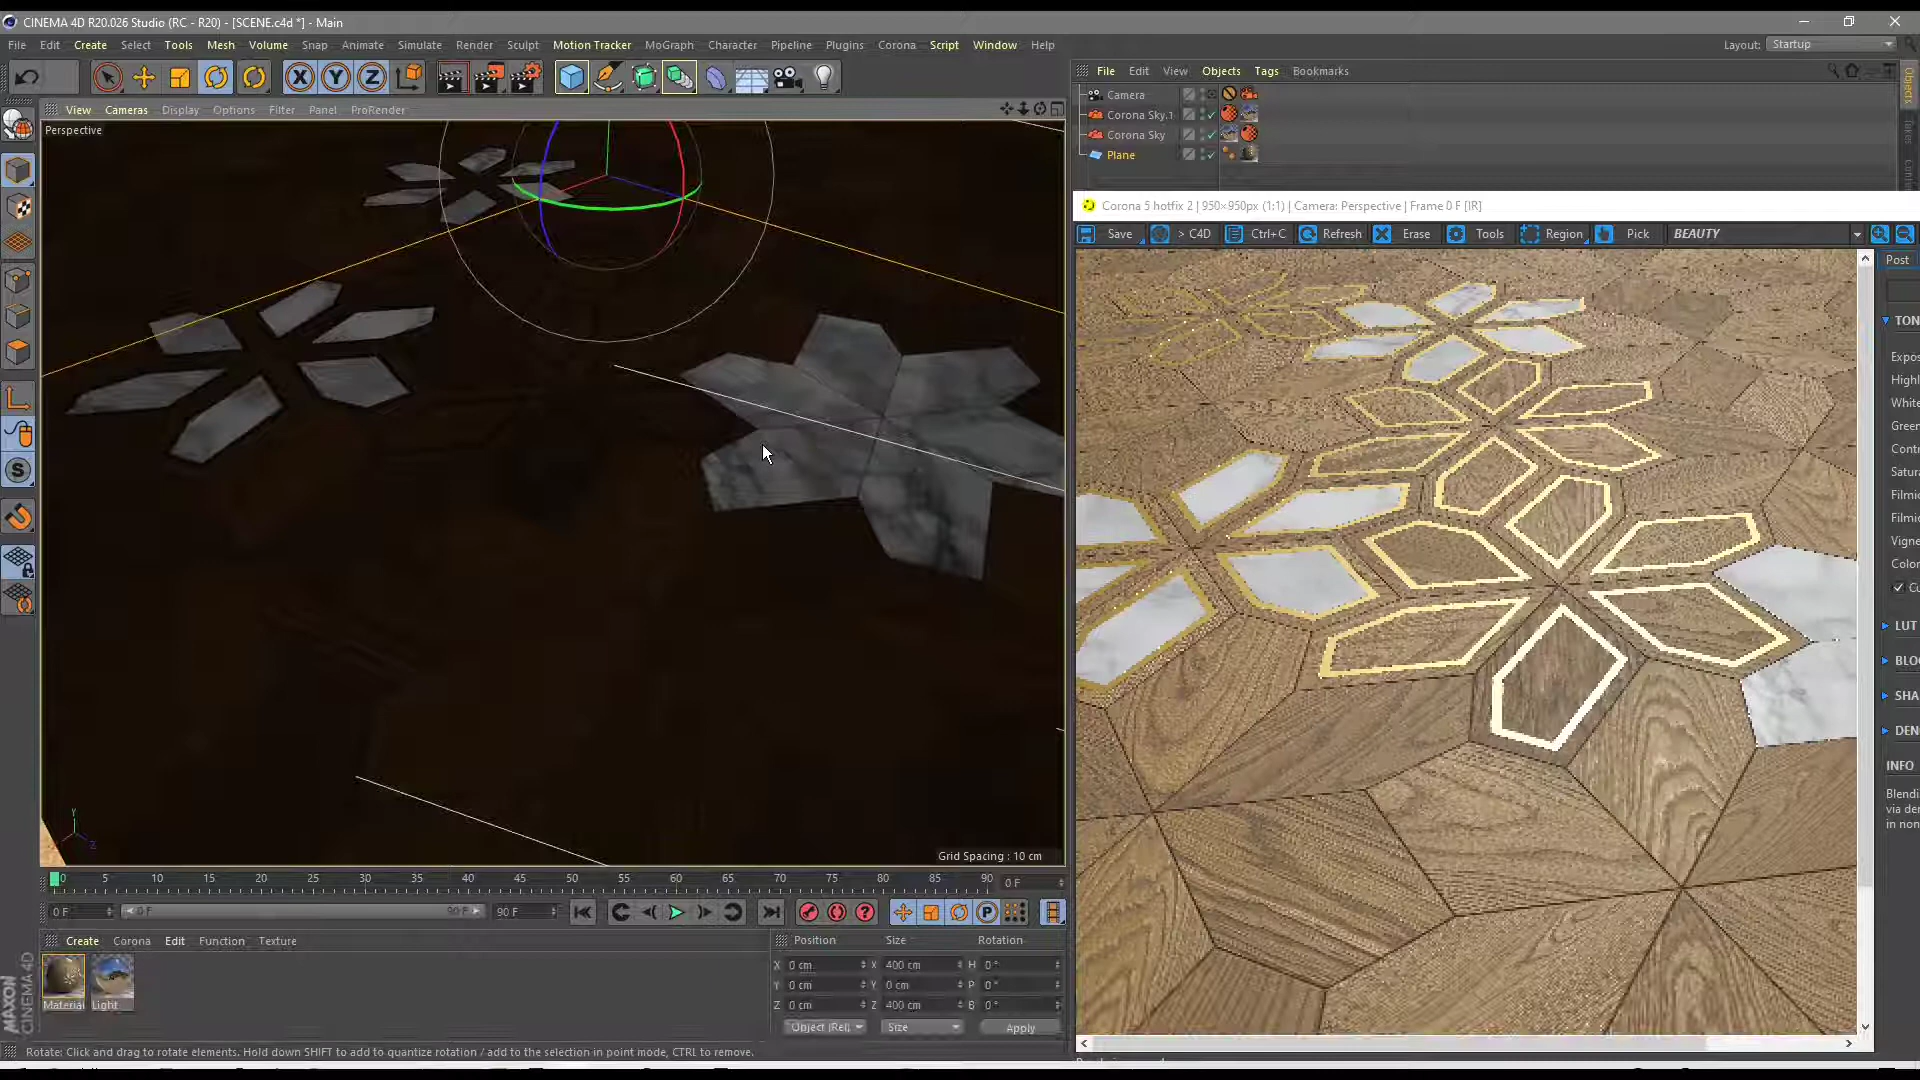 CINEMA 4D R20.026 Studio (RC - R20) - [SCENE.c4d *] - Main
File Edit Create Select Tools Mesh Volume Snap Animate Simulate Render Sculpt Motion Tracker MoGraph Character Pipeline Plugins Corona Script Window Help
Layout: Startup
File Edit View Objects Tags Bookmarks
View Cameras Display Options Filter Panel ProRender
Perspective
Camera
Corona Sky.1
Corona Sky
Plane
Objects
Takes
Corona 5 hotfix 2 | 950×950px (1:1) | Camera: Perspective | Frame 0 F [IR]
Save > C4D Ctrl+C Refresh Erase Tools Region Pick BEAUTY
Post
TON
Expos
Highl
White
Green
Contr
Satura
Filmic
Filmi
Vigne
Color
Cu
LUT
BLOO
SHA
DEN
INFO
Blendi
via de
in non
Grid Spacing : 10 cm
0 5 10 15 20 25 30 35 40 45 50 55 60 65 70 75 80 85 90 0 F
0 F 0 F 90 F 90 F
Create Corona Edit Function Texture
Material Light
Position Size Rotation
X 0 cm X 400 cm H 0 °
Y 0 cm Y 0 cm P 0 °
Z 0 cm Z 400 cm B 0 °
Object (Rel) Size Apply
MAXON CINEMA 4D
Rotate: Click and drag to rotate elements. Hold down SHIFT to add to quantize rotation / add to the selection in point mode, CTRL to remove.